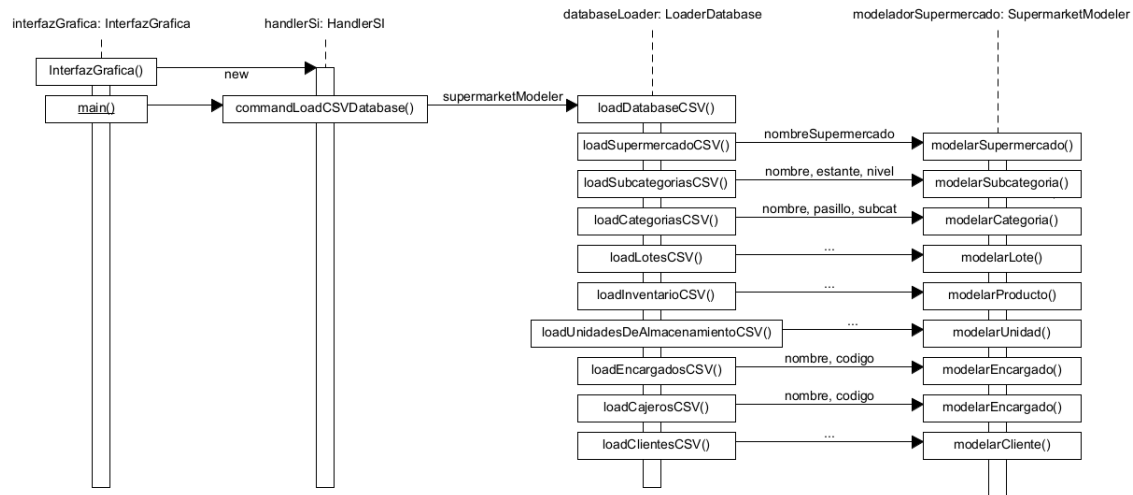 interfazGrafica: InterfazGrafica
handlerSi: HandlerSI
databaseLoader: LoaderDatabase
modeladorSupermercado: SupermarketModeler
InterfazGrafica()
new
main()
commandLoadCSVDatabase()
supermarketModeler
loadDatabaseCSV()
loadSupermercadoCSV()
nombreSupermercado
modelarSupermercado()
loadSubcategoriasCSV()
nombre, estante, nivel
modelarSubcategoria()
loadCategoriasCSV()
nombre, pasillo, subcat
modelarCategoria()
loadLotesCSV()
...
modelarLote()
loadInventarioCSV()
...
modelarProducto()
loadUnidadesDeAlmacenamientoCSV()
...
modelarUnidad()
loadEncargadosCSV()
nombre, codigo
modelarEncargado()
loadCajerosCSV()
nombre, codigo
modelarEncargado()
loadClientesCSV()
...
modelarCliente()